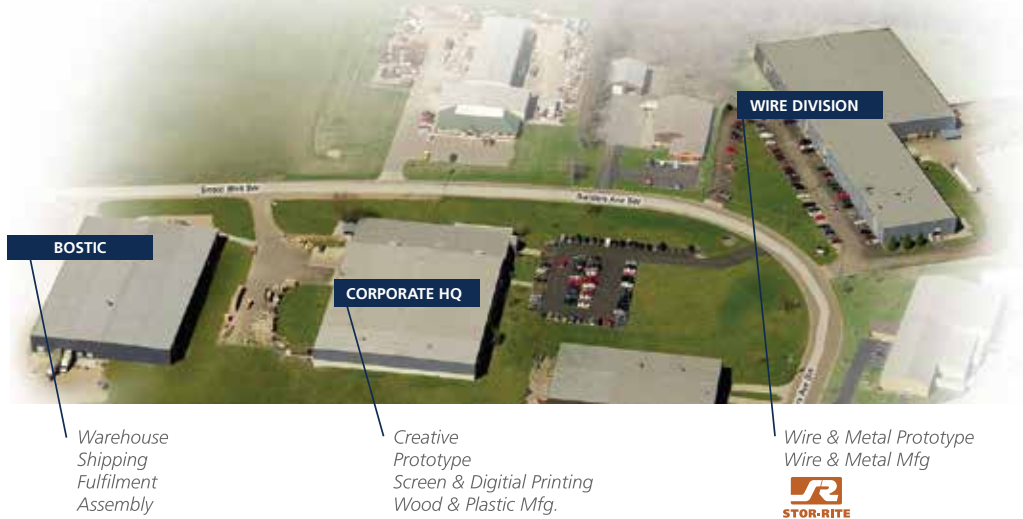 WIRE DIVISION
BOSTIC
CORPORATE HQ
Warehouse
Shipping
Fulfilment
Assembly
Creative
Prototype
Screen & Digitial Printing
Wood & Plastic Mfg.
Wire & Metal Prototype
Wire & Metal Mfg
SR
STOR-RITE